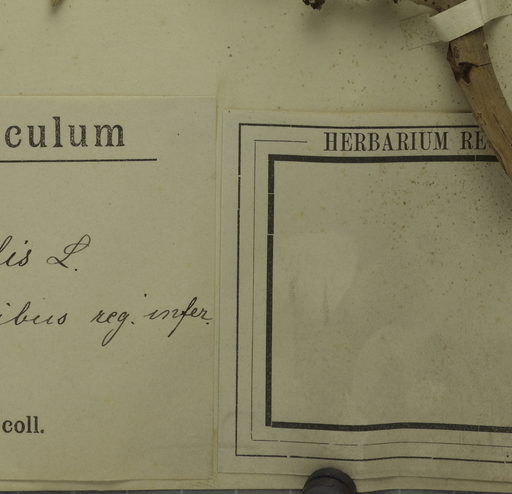 culum
lis L.
ibus reg. infer.
coll.
HERBARIUM RE